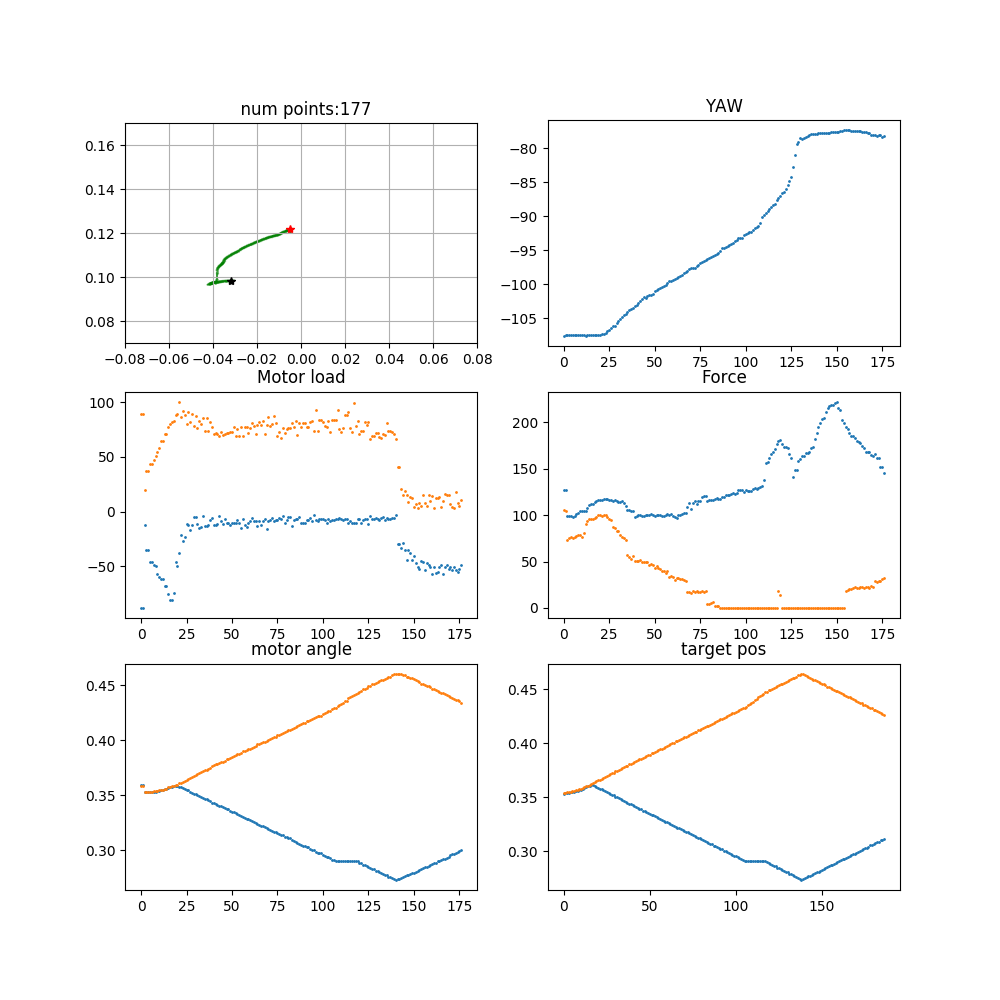 num points:177
YAW
0.16
0.14
0.12
0.10
0.08
−0.08 −0.06 −0.04 −0.02 0.00 0.02 0.04 0.06 0.08
−80
−85
−90
−95
−100
−105
0 25 50 75 100 125 150 175
Motor load
Force
100
50
0
−50
0 25 50 75 100 125 150 175
200
150
100
50
0
0 25 50 75 100 125 150 175
motor angle
target pos
0.45
0.40
0.35
0.30
0 25 50 75 100 125 150 175
0.45
0.40
0.35
0.30
0 50 100 150